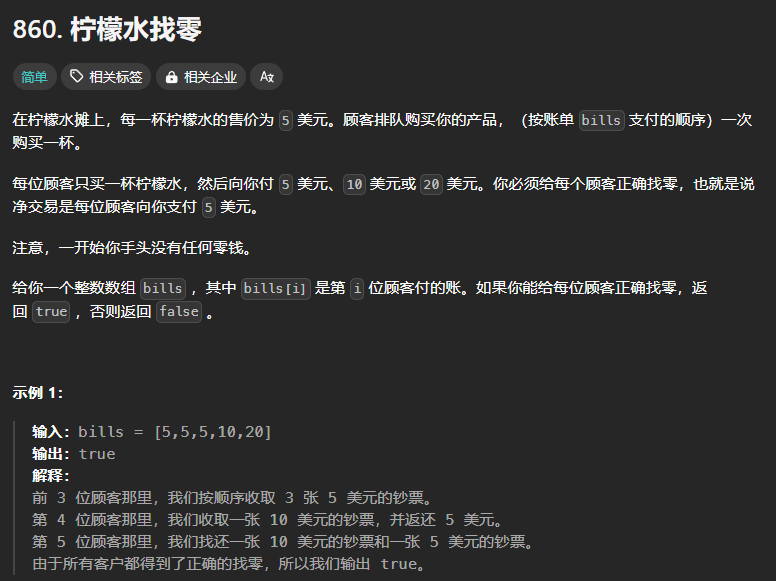 860. 柠檬水找零
简单 相关标签 相关企业 A文
在柠檬水摊上，每一杯柠檬水的售价为 5 美元。顾客排队购买你的产品，（按账单 bills 支付的顺序）一次
购买一杯。
每位顾客只买一杯柠檬水，然后向你付 5 美元、10 美元或 20 美元。你必须给每个顾客正确找零，也就是说
净交易是每位顾客向你支付 5 美元。
注意，一开始你手头没有任何零钱。
给你一个整数数组 bills ，其中 bills[i] 是第 i 位顾客付的账。如果你能给每位顾客正确找零，返
回 true ，否则返回 false 。
示例 1：
输入：bills = [5,5,5,10,20]
输出：true
解释：
前 3 位顾客那里，我们按顺序收取 3 张 5 美元的钞票。
第 4 位顾客那里，我们收取一张 10 美元的钞票，并返还 5 美元。
第 5 位顾客那里，我们找还一张 10 美元的钞票和一张 5 美元的钞票。
由于所有客户都得到了正确的找零，所以我们输出 true。